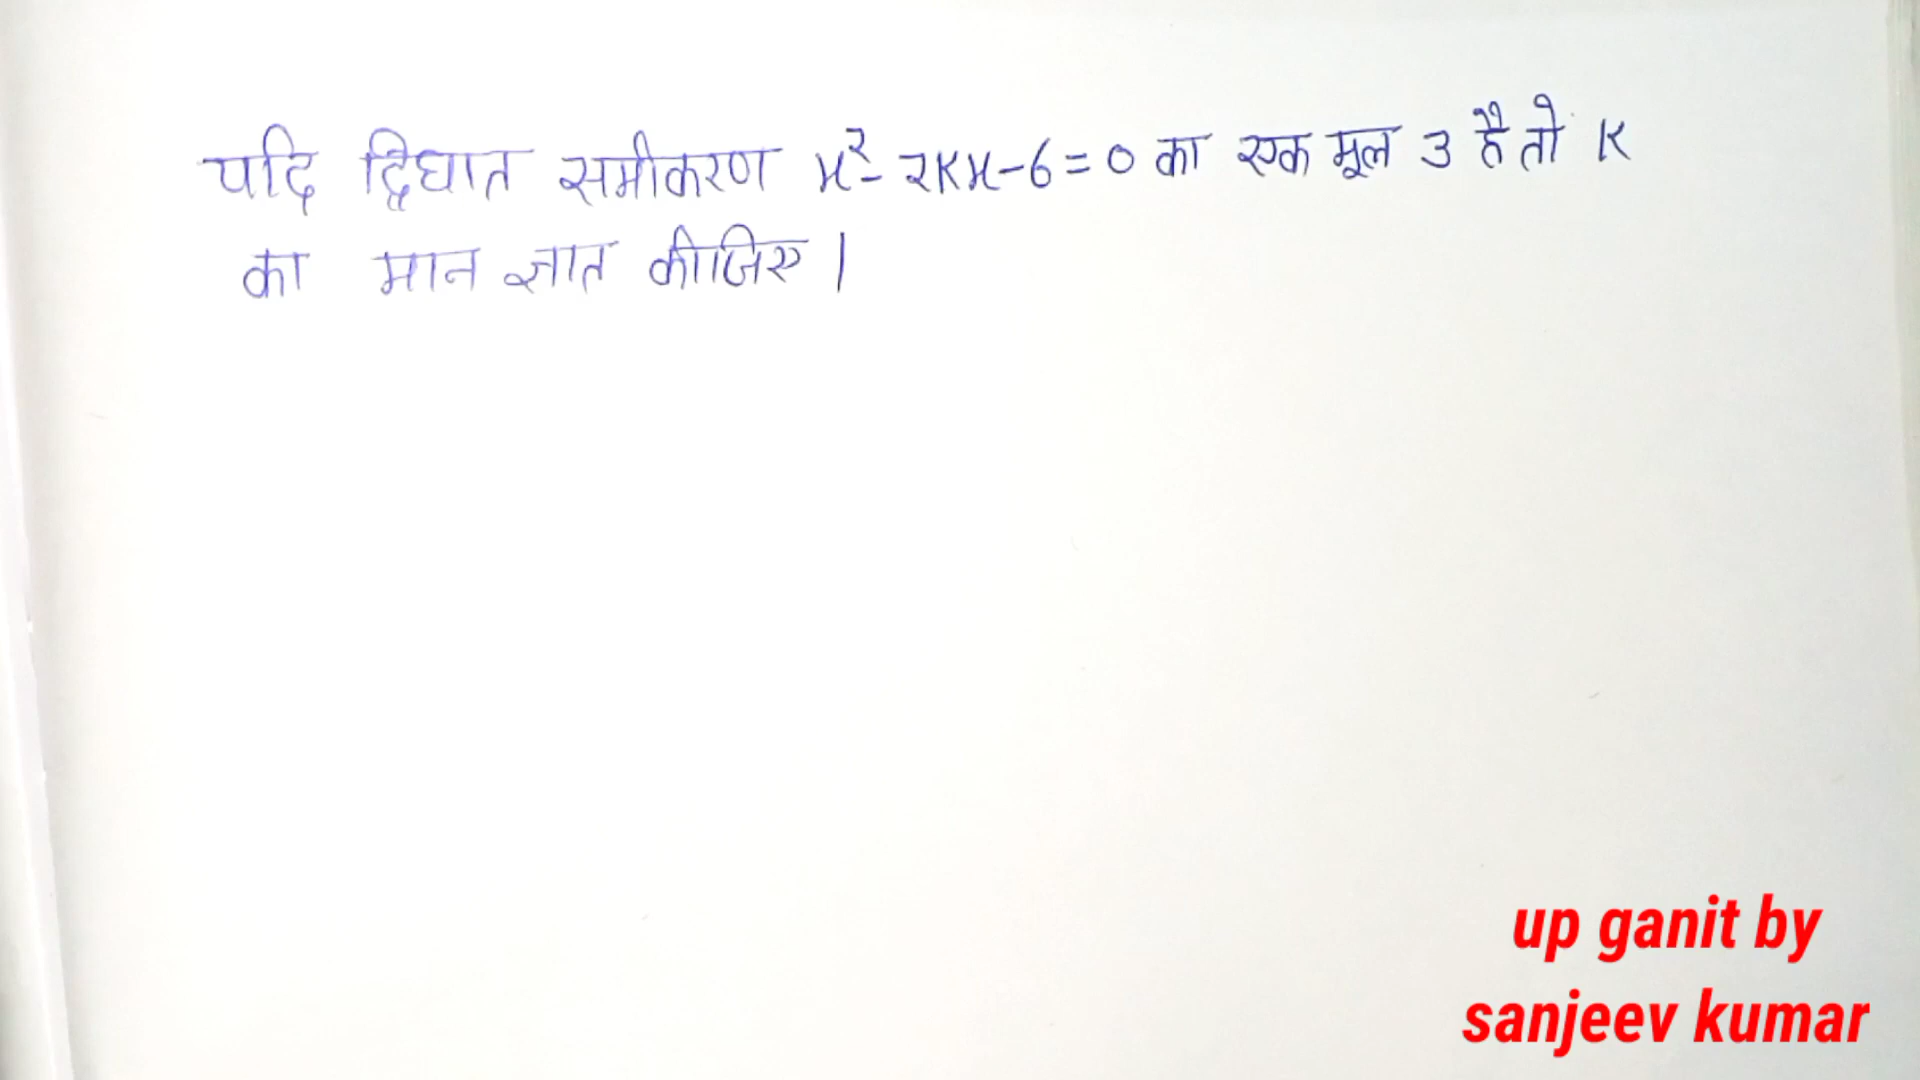 यदि द्विघात समीकरण x²- 2Kx-6=0 का एक मूल 3 है तो K
का मान ज्ञात कीजिए।
up ganit by
sanjeev kumar